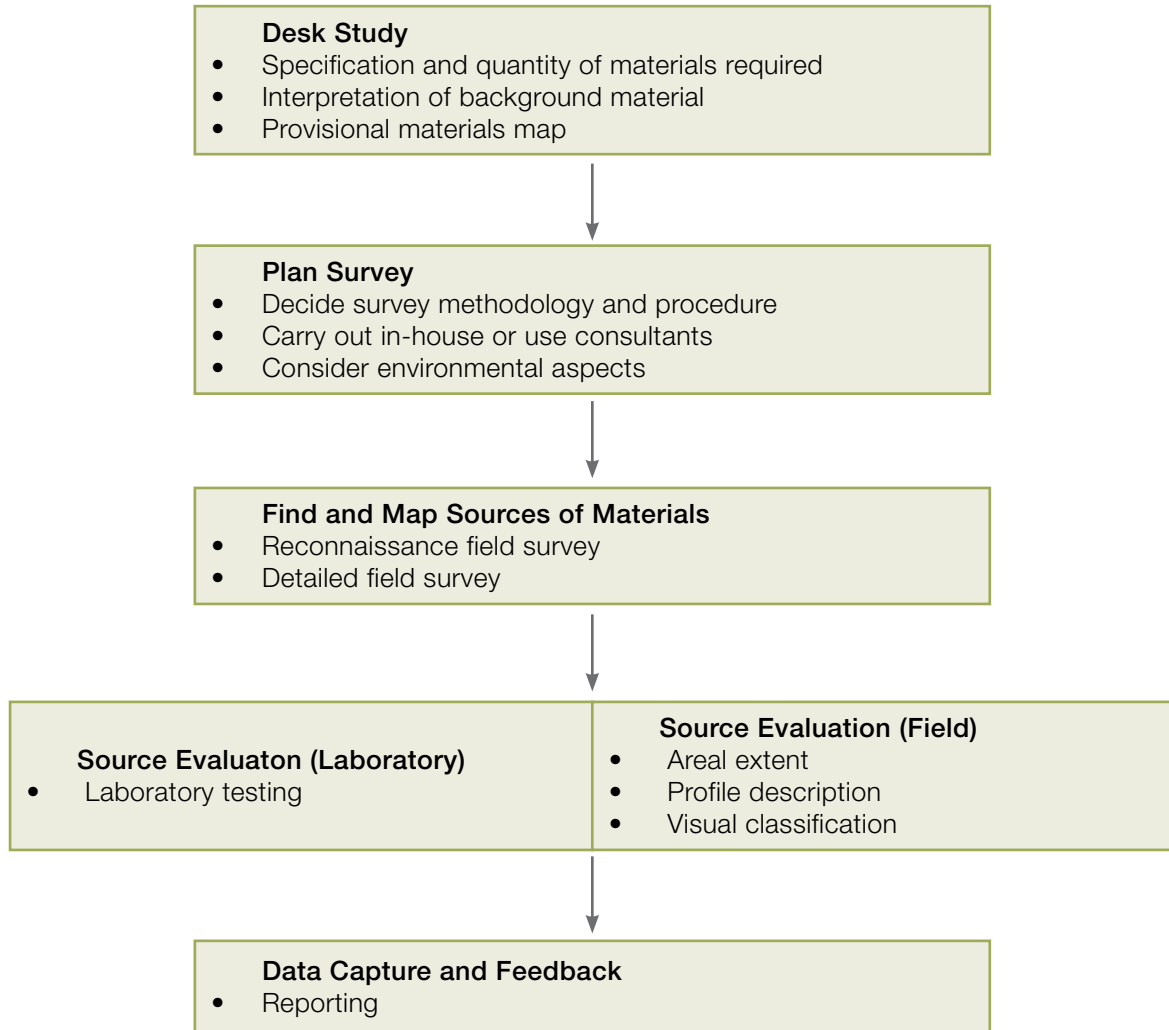 Desk Study
• Specification and quantity of materials required
• Interpretation of background material
• Provisional materials map
Plan Survey
• Decide survey methodology and procedure
• Carry out in-house or use consultants
• Consider environmental aspects
Find and Map Sources of Materials
• Reconnaissance field survey
• Detailed field survey
Source Evaluaton (Laboratory)
• Laboratory testing
Source Evaluation (Field)
• Areal extent
• Profile description
• Visual classification
Data Capture and Feedback
• Reporting